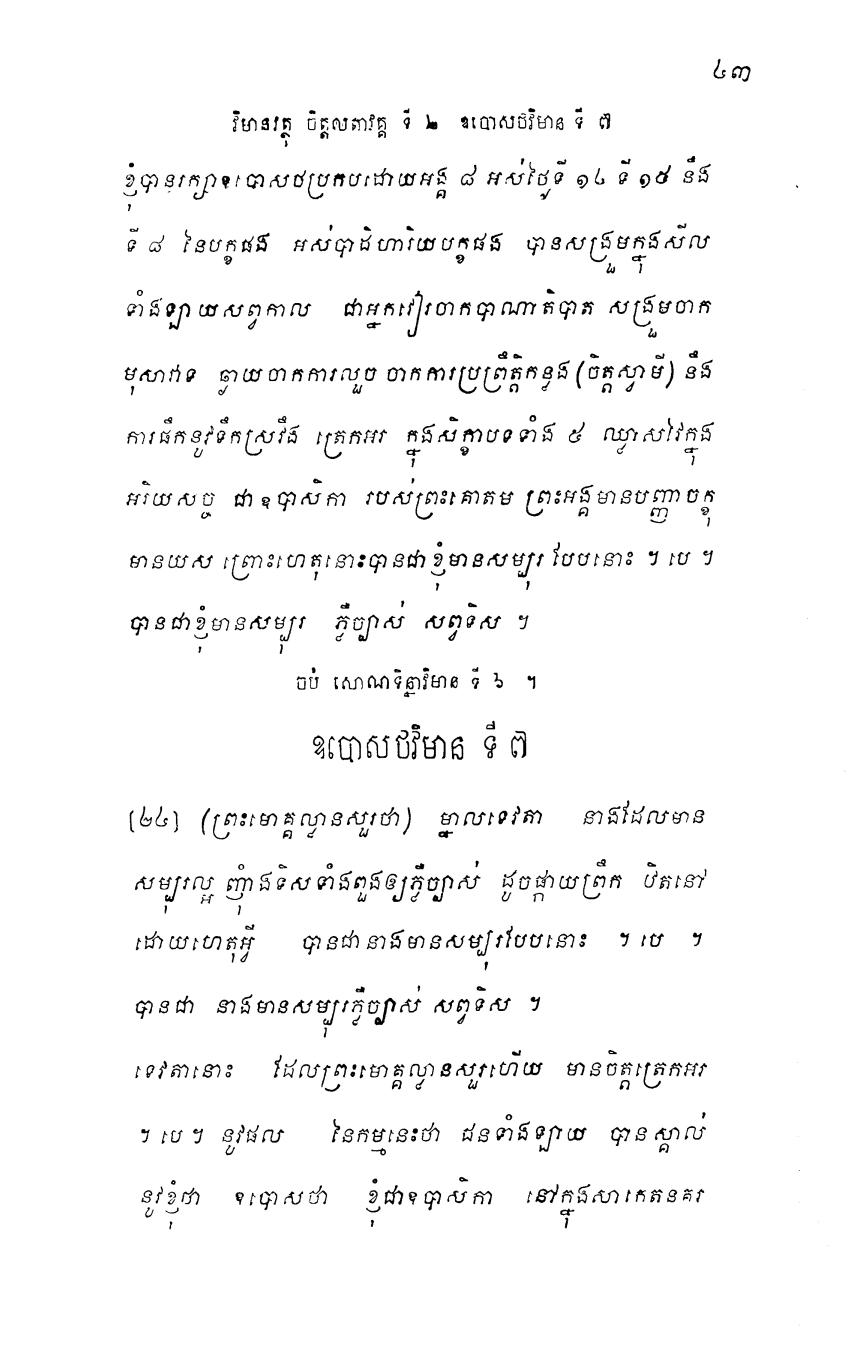 ៤៣
វិមានវត្ថុ ចិត្តលតាវគ្គ ទី ២ ឧបោសថវិមាន ទី ៧
ខ្ញុំបានរក្សាឧបោសថប្រកបដោយអង្គ ៨ អស់ថ្ងៃទី ១៤ ទី ១៥ នឹង
ទី ៨ នៃបក្ខផង អស់បាដិហារិយបក្ខផង បានសង្រួមក្នុងសីល
ទាំងឡាយសព្វកាល ជាអ្នកវៀរចាកបាណាតិបាត សង្រួមចាក
មុសាវាទ ឆ្ងាយចាកការលួច ចាកការប្រព្រឹត្តិកន្លង (ចិត្តស្វាមី) នឹង
ការផឹកនូវទឹកស្រវឹង ត្រេកអរ ក្នុងសិក្ខាបទទាំង ៥ ឈ្លាសវៃក្នុង
អរិយសច្ច ជាឧបាសិកា របស់ព្រះគោតម ព្រះអង្គមានបញ្ញាចក្ខុ
មានយស ព្រោះហេតុនោះបានជាខ្ញុំមានសម្បុរ បែបនោះ ។ បេ ។
បានជាខ្ញុំមានសម្បុរ ភ្លឺច្បាស់ សព្វទិស ។
ចប់ សោណទិន្នាវិមាន ទី ៦ ។
ឧបោសថវិមាន ទី ៧
[២៤] (ព្រះមោគ្គល្លានសួរថា) ម្នាលទេវតា នាងដែលមាន
សម្បុរល្អ ញុំាងទិសទាំងពួងឲ្យភ្លឺច្បាស់ ដូចផ្កាយព្រឹក ឋិតនៅ
ដោយហេតុអ្វី បានជានាងមានសម្បុរបែបនោះ ។ បេ ។
បានជា នាងមានសម្បុរភ្លឺច្បាស់ សព្វទិស ។
ទេវតានោះ ដែលព្រះមោគ្គល្លានសួរហើយ មានចិត្តត្រេកអរ
។ បេ ។ នូវផល នៃកម្មនេះថា ជនទាំងឡាយ បានស្គាល់
នូវខ្ញុំថា ឧបោសថា ខ្ញុំជាឧបាសិកា នៅក្នុងសាកេតនគរ